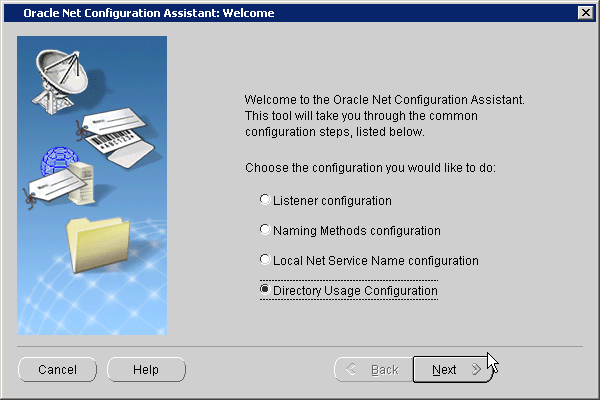 Oracle Net Configuration Assistant: Welcome
Welcome to the Oracle Net Configuration Assistant.
This tool will take you through the common
configuration steps, listed below.
Choose the configuration you would like to do:
Listener configuration
Naming Methods configuration
Local Net Service Name configuration
Directory Usage Configuration
Cancel
Help
Back
Next